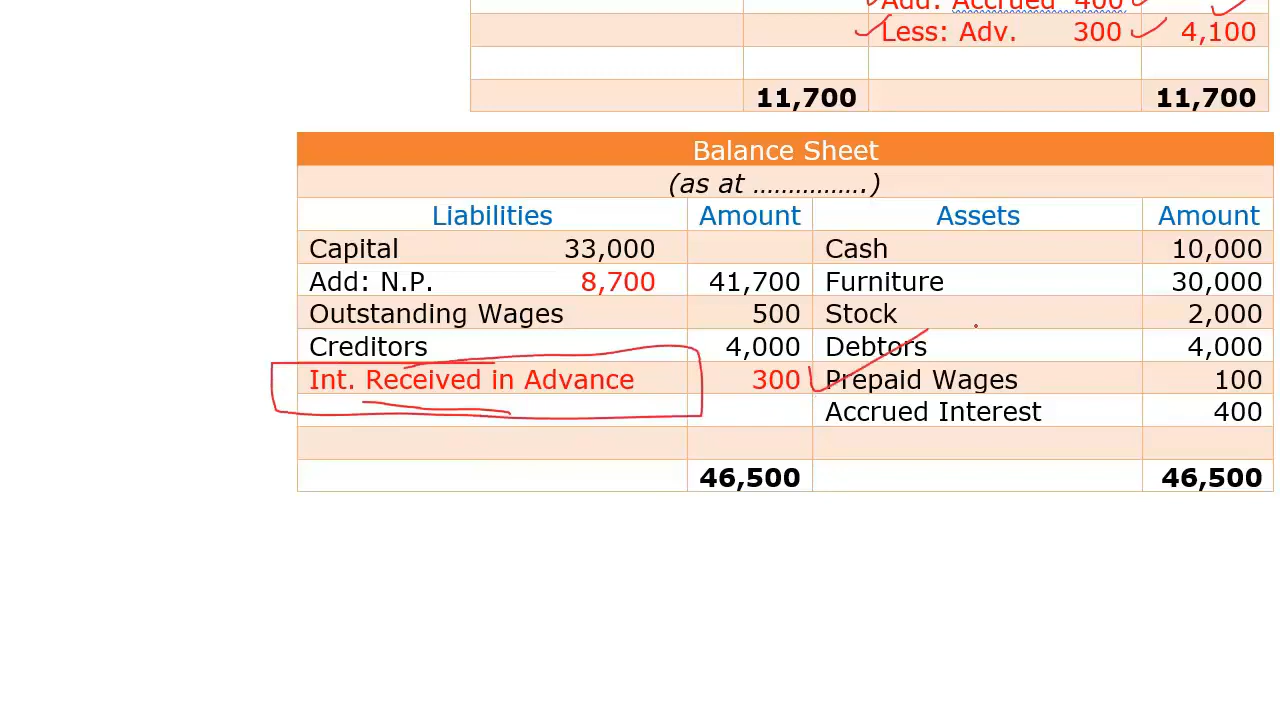 Add: Accrued 400
Less: Adv. 300 4,100
11,700 11,700
Balance Sheet
(as at ……………)
Liabilities Amount Assets Amount
Capital 33,000 Cash 10,000
Add: N.P. 8,700 41,700 Furniture 30,000
Outstanding Wages 500 Stock 2,000
Creditors 4,000 Debtors 4,000
Int. Received in Advance 300 Prepaid Wages 100
Accrued Interest 400
46,500 46,500